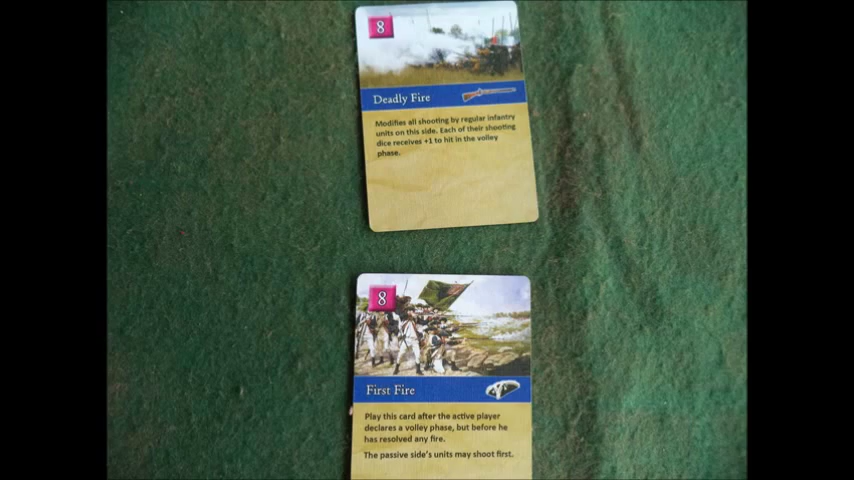 8
Deadly Fire
Modifies all shooting by regular infantry
units on this side. Each of their shooting
dice receives +1 to hit in the volley
phase.
8
First Fire
Play this card after the active player
declares a volley phase, but before he
has resolved any fire.
The passive side's units may shoot first.